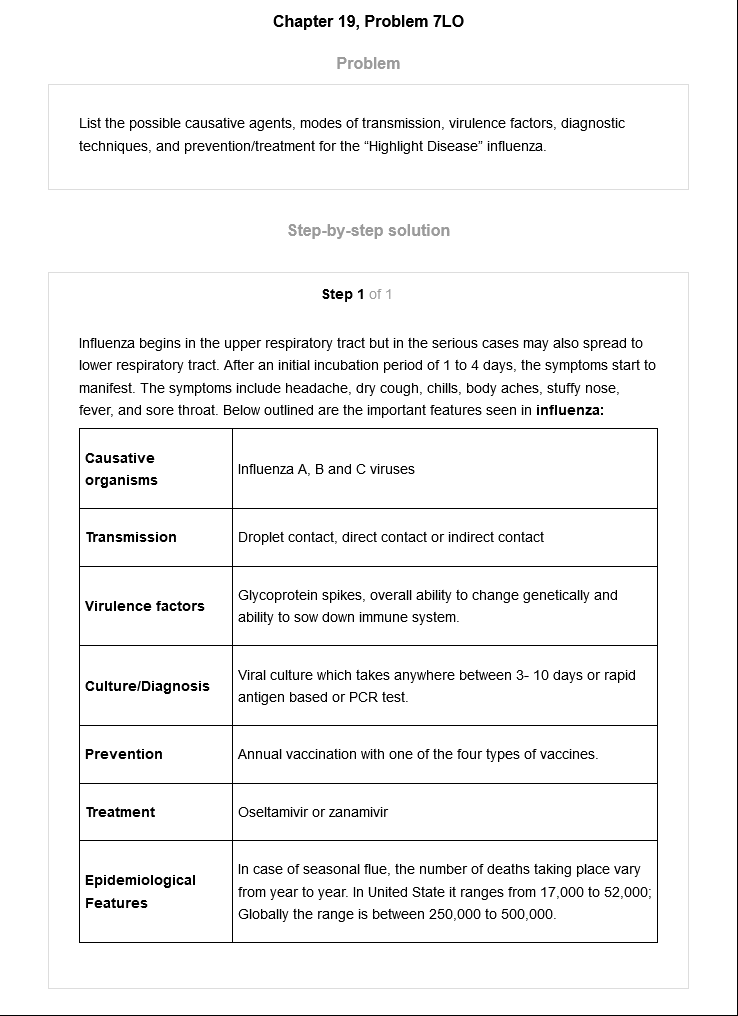 Chapter 19, Problem 7LO
Problem
List the possible causative agents, modes of transmission, virulence factors, diagnostic
techniques, and prevention/treatment for the “Highlight Disease” influenza.
Step-by-step solution
Step 1 of 1
Influenza begins in the upper respiratory tract but in the serious cases may also spread to
lower respiratory tract. After an initial incubation period of 1 to 4 days, the symptoms start to
manifest. The symptoms include headache, dry cough, chills, body aches, stuffy nose,
fever, and sore throat. Below outlined are the important features seen in influenza:
Causative
organisms
Influenza A, B and C viruses
Transmission
Droplet contact, direct contact or indirect contact
Virulence factors
Glycoprotein spikes, overall ability to change genetically and
ability to sow down immune system.
Culture/Diagnosis
Viral culture which takes anywhere between 3- 10 days or rapid
antigen based or PCR test.
Prevention
Annual vaccination with one of the four types of vaccines.
Treatment
Oseltamivir or zanamivir
Epidemiological
Features
In case of seasonal flue, the number of deaths taking place vary
from year to year. In United State it ranges from 17,000 to 52,000;
Globally the range is between 250,000 to 500,000.